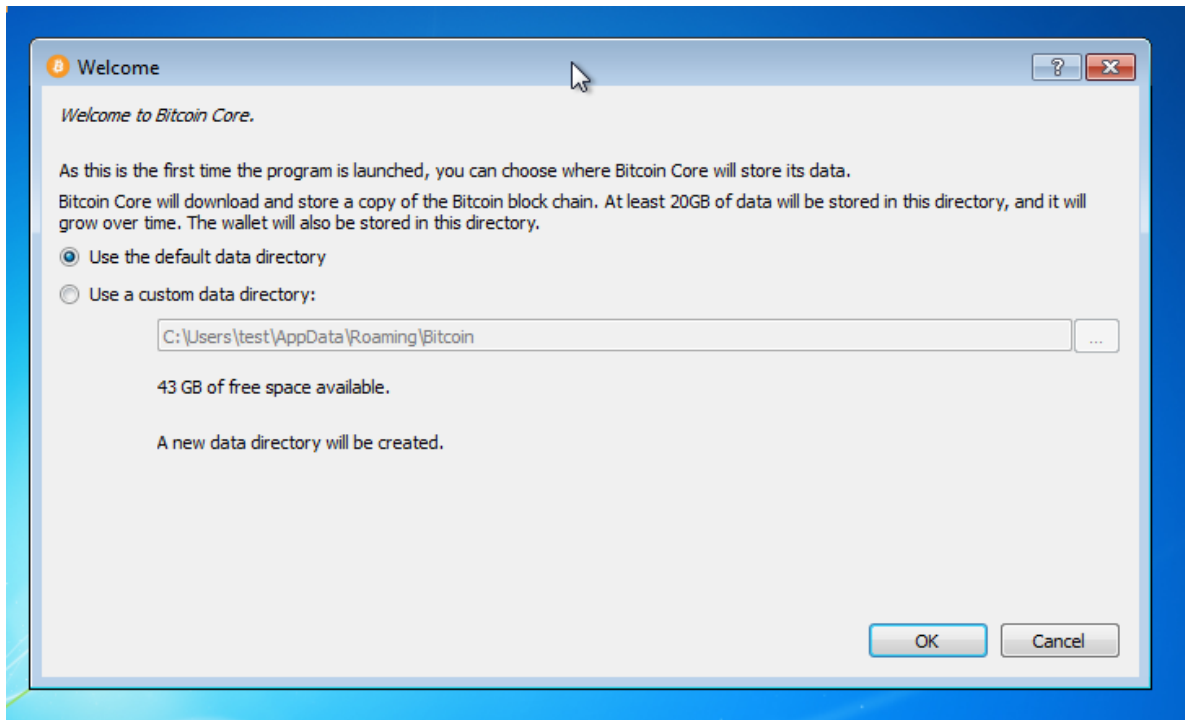 Welcome
Welcome to Bitcoin Core.
As this is the first time the program is launched, you can choose where Bitcoin Core will store its data.
Bitcoin Core will download and store a copy of the Bitcoin block chain. At least 20GB of data will be stored in this directory, and it will
grow over time. The wallet will also be stored in this directory.
Use the default data directory
Use a custom data directory:
C:\Users\test\AppData\Roaming\Bitcoin
...
43 GB of free space available.
A new data directory will be created.
OK Cancel